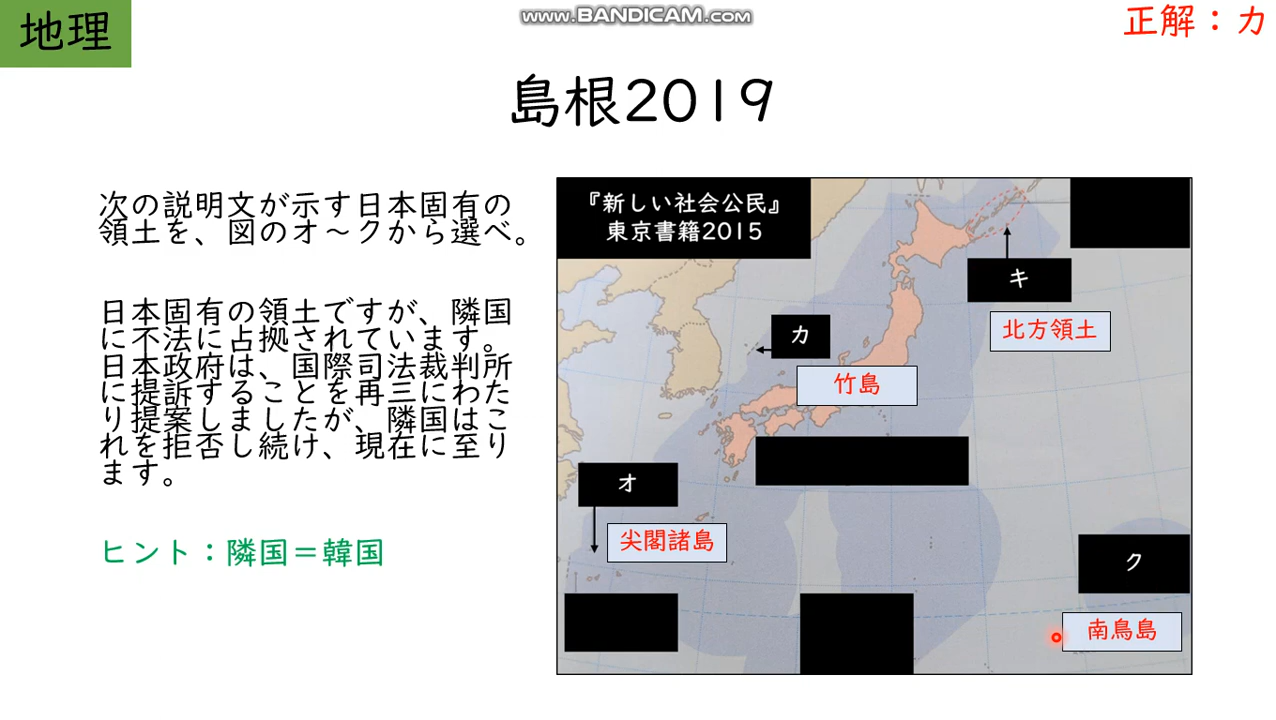 地理
www.BANDICAM.com
正解：カ
島根2019
次の説明文が示す日本固有の
領土を、図のオ～クから選べ。
日本固有の領土ですが、隣国
に不法に占拠されています。
日本政府は、国際司法裁判所
に提訴することを再三にわた
り提案しましたが、隣国はこ
れを拒否し続け、現在に至り
ます。
ヒント：隣国＝韓国
『新しい社会公民』
東京書籍2015
キ
北方領土
カ
竹島
オ
尖閣諸島
ク
南鳥島